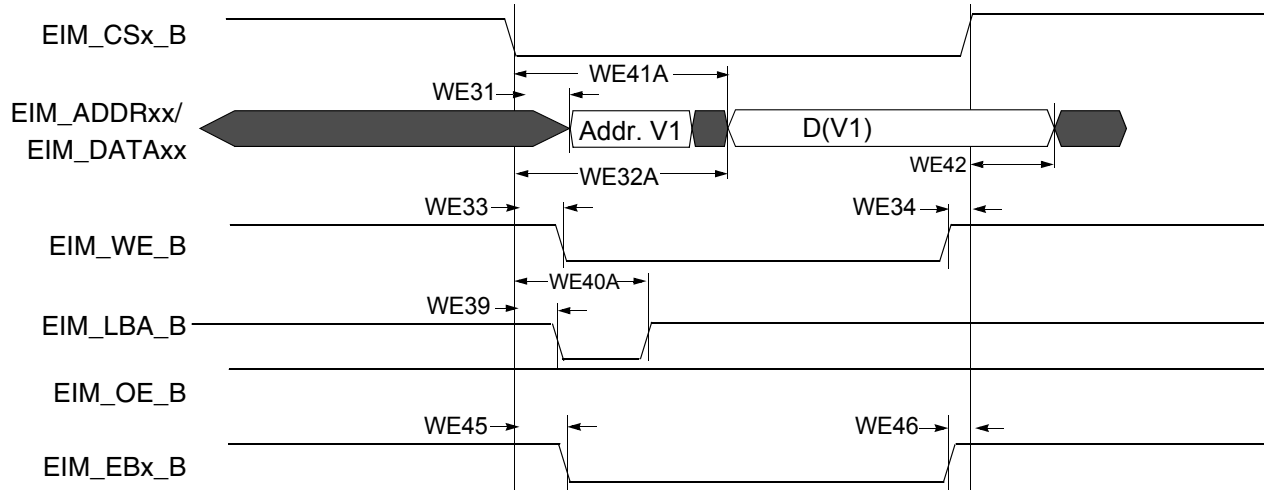 EIM_CSx_B
WE41A
WE31
EIM_ADDRxx/
EIM_DATAxx
Addr. V1
D(V1)
WE42
WE32A
WE33
WE34
EIM_WE_B
WE40A
WE39
EIM_LBA_B
EIM_OE_B
WE45
WE46
EIM_EBx_B